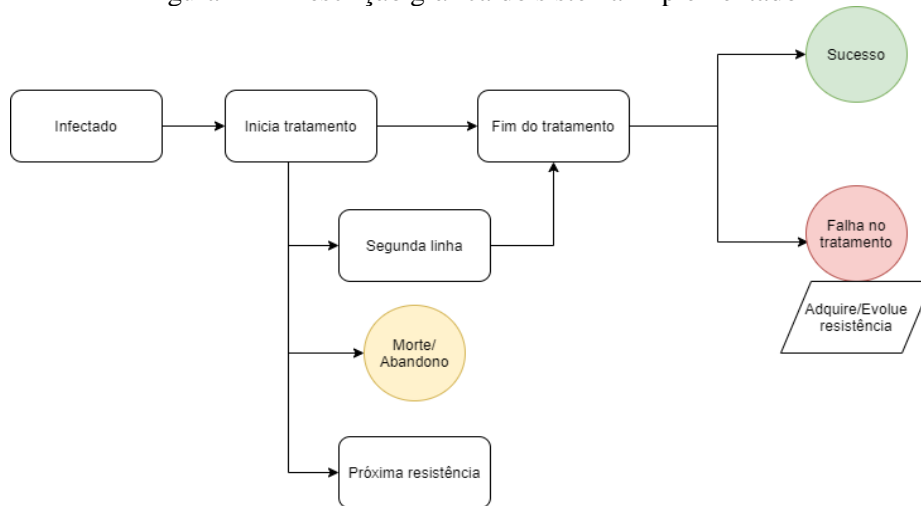 Sucesso
Infectado
Inicia tratamento
Fim do tratamento
Segunda linha
Falha no
tratamento
Adquire/Evolue
resistência
Morte/
Abandono
Próxima resistência